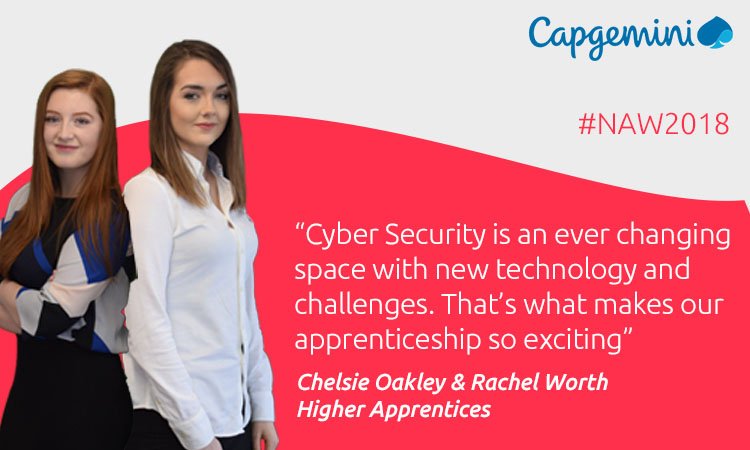 Capgemini
#NAW2018
“Cyber Security is an ever changing
space with new technology and
challenges. That’s what makes our
apprenticeship so exciting”
Chelsie Oakley & Rachel Worth
Higher Apprentices